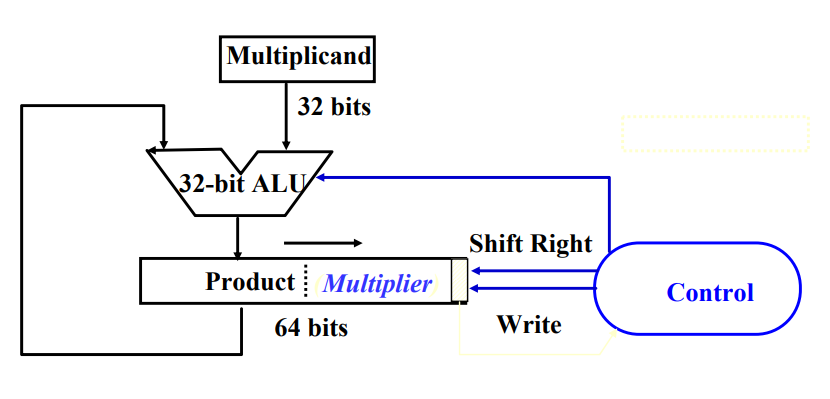 Multiplicand
32 bits
32-bit ALU
Shift Right
Product
Multiplier
Control
64 bits
Write